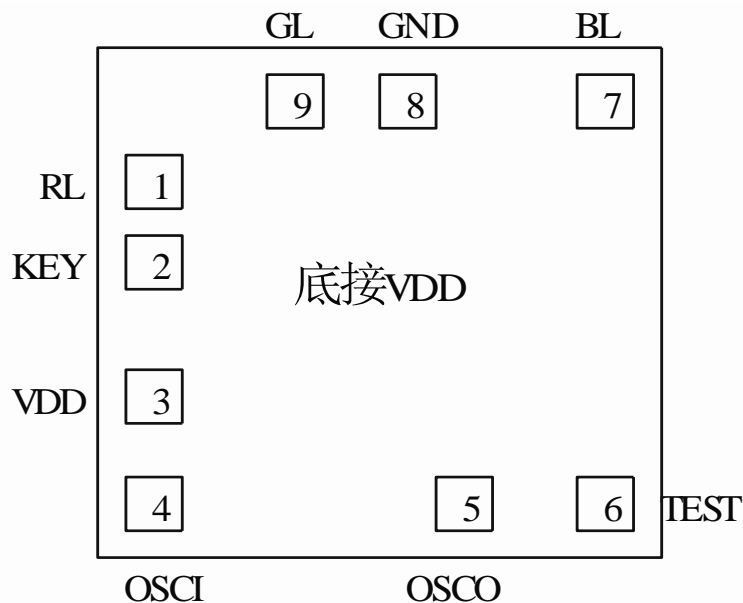 GL GND BL
9 8 7
RL 1
KEY 2
底接VDD
VDD 3
4 5 6 TEST
OSCI OSCO